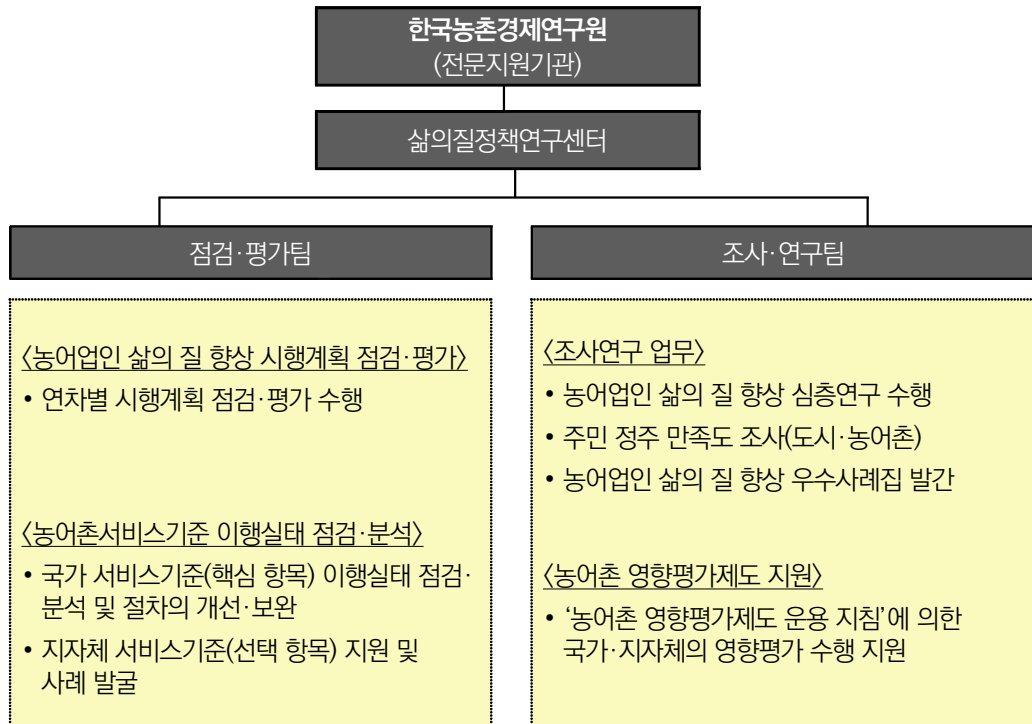 한국농촌경제연구원
(전문지원기관)
삶의질정책연구센터
점검·평가팀
〈농어업인 삶의 질 향상 시행계획 점검·평가〉
• 연차별 시행계획 점검·평가 수행
〈농어촌서비스기준 이행실태 점검·분석〉
• 국가 서비스기준(핵심 항목) 이행실태 점검·
분석 및 절차의 개선·보완
• 지자체 서비스기준(선택 항목) 지원 및
사례 발굴
조사·연구팀
〈조사연구 업무〉
• 농어업인 삶의 질 향상 심층연구 수행
• 주민 정주 만족도 조사(도시·농어촌)
• 농어업인 삶의 질 향상 우수사례집 발간
〈농어촌 영향평가제도 지원〉
• ‘농어촌 영향평가제도 운용 지침’에 의한
국가·지자체의 영향평가 수행 지원